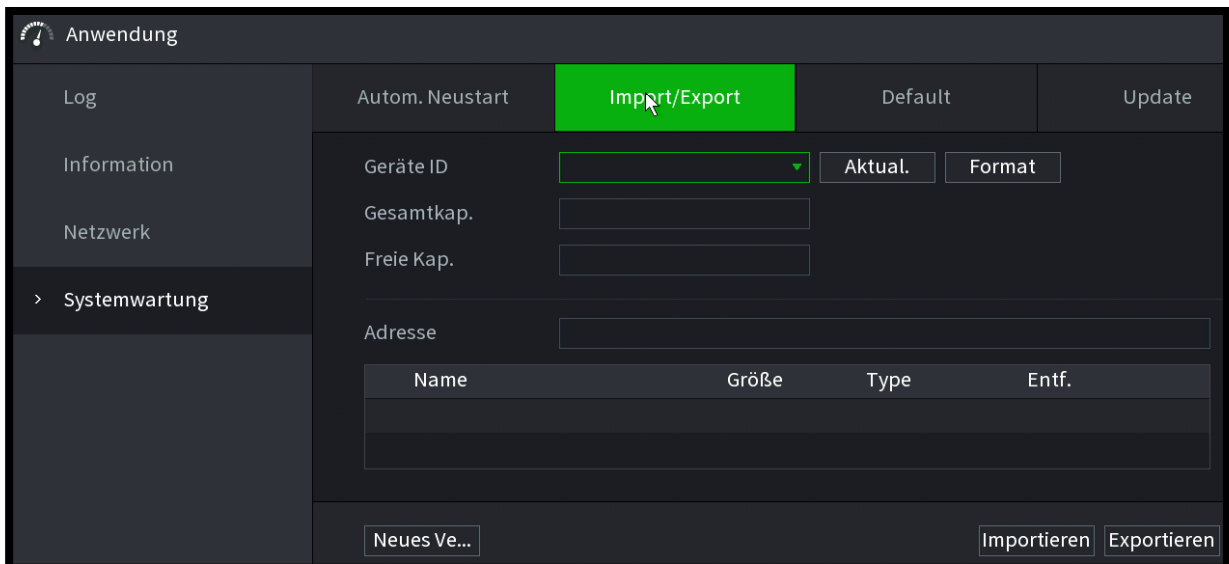 Anwendung
Log
Information
Netzwerk
Systemwartung
Autom. Neustart Import/Export Default Update
Geräte ID Aktual. Format
Gesamtkap.
Freie Kap.
Adresse
Name Größe Type Entf.
Neues Ve... Importieren Exportieren